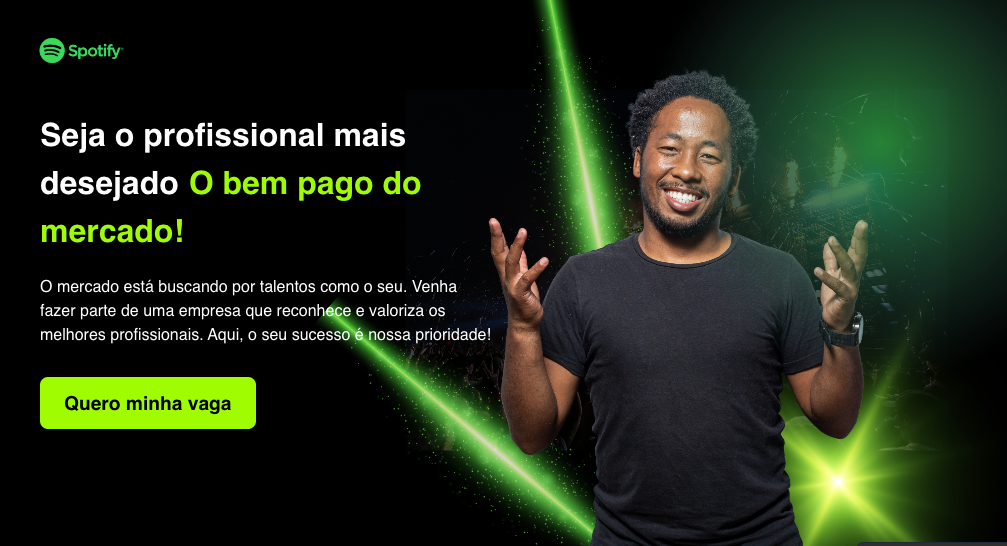 Spotify
Seja o profissional mais
desejado O bem pago do
mercado!
O mercado está buscando por talentos como o seu. Venha
fazer parte de uma empresa que reconhece e valoriza os
melhores profissionais. Aqui, o seu sucesso é nossa prioridade!
Quero minha vaga